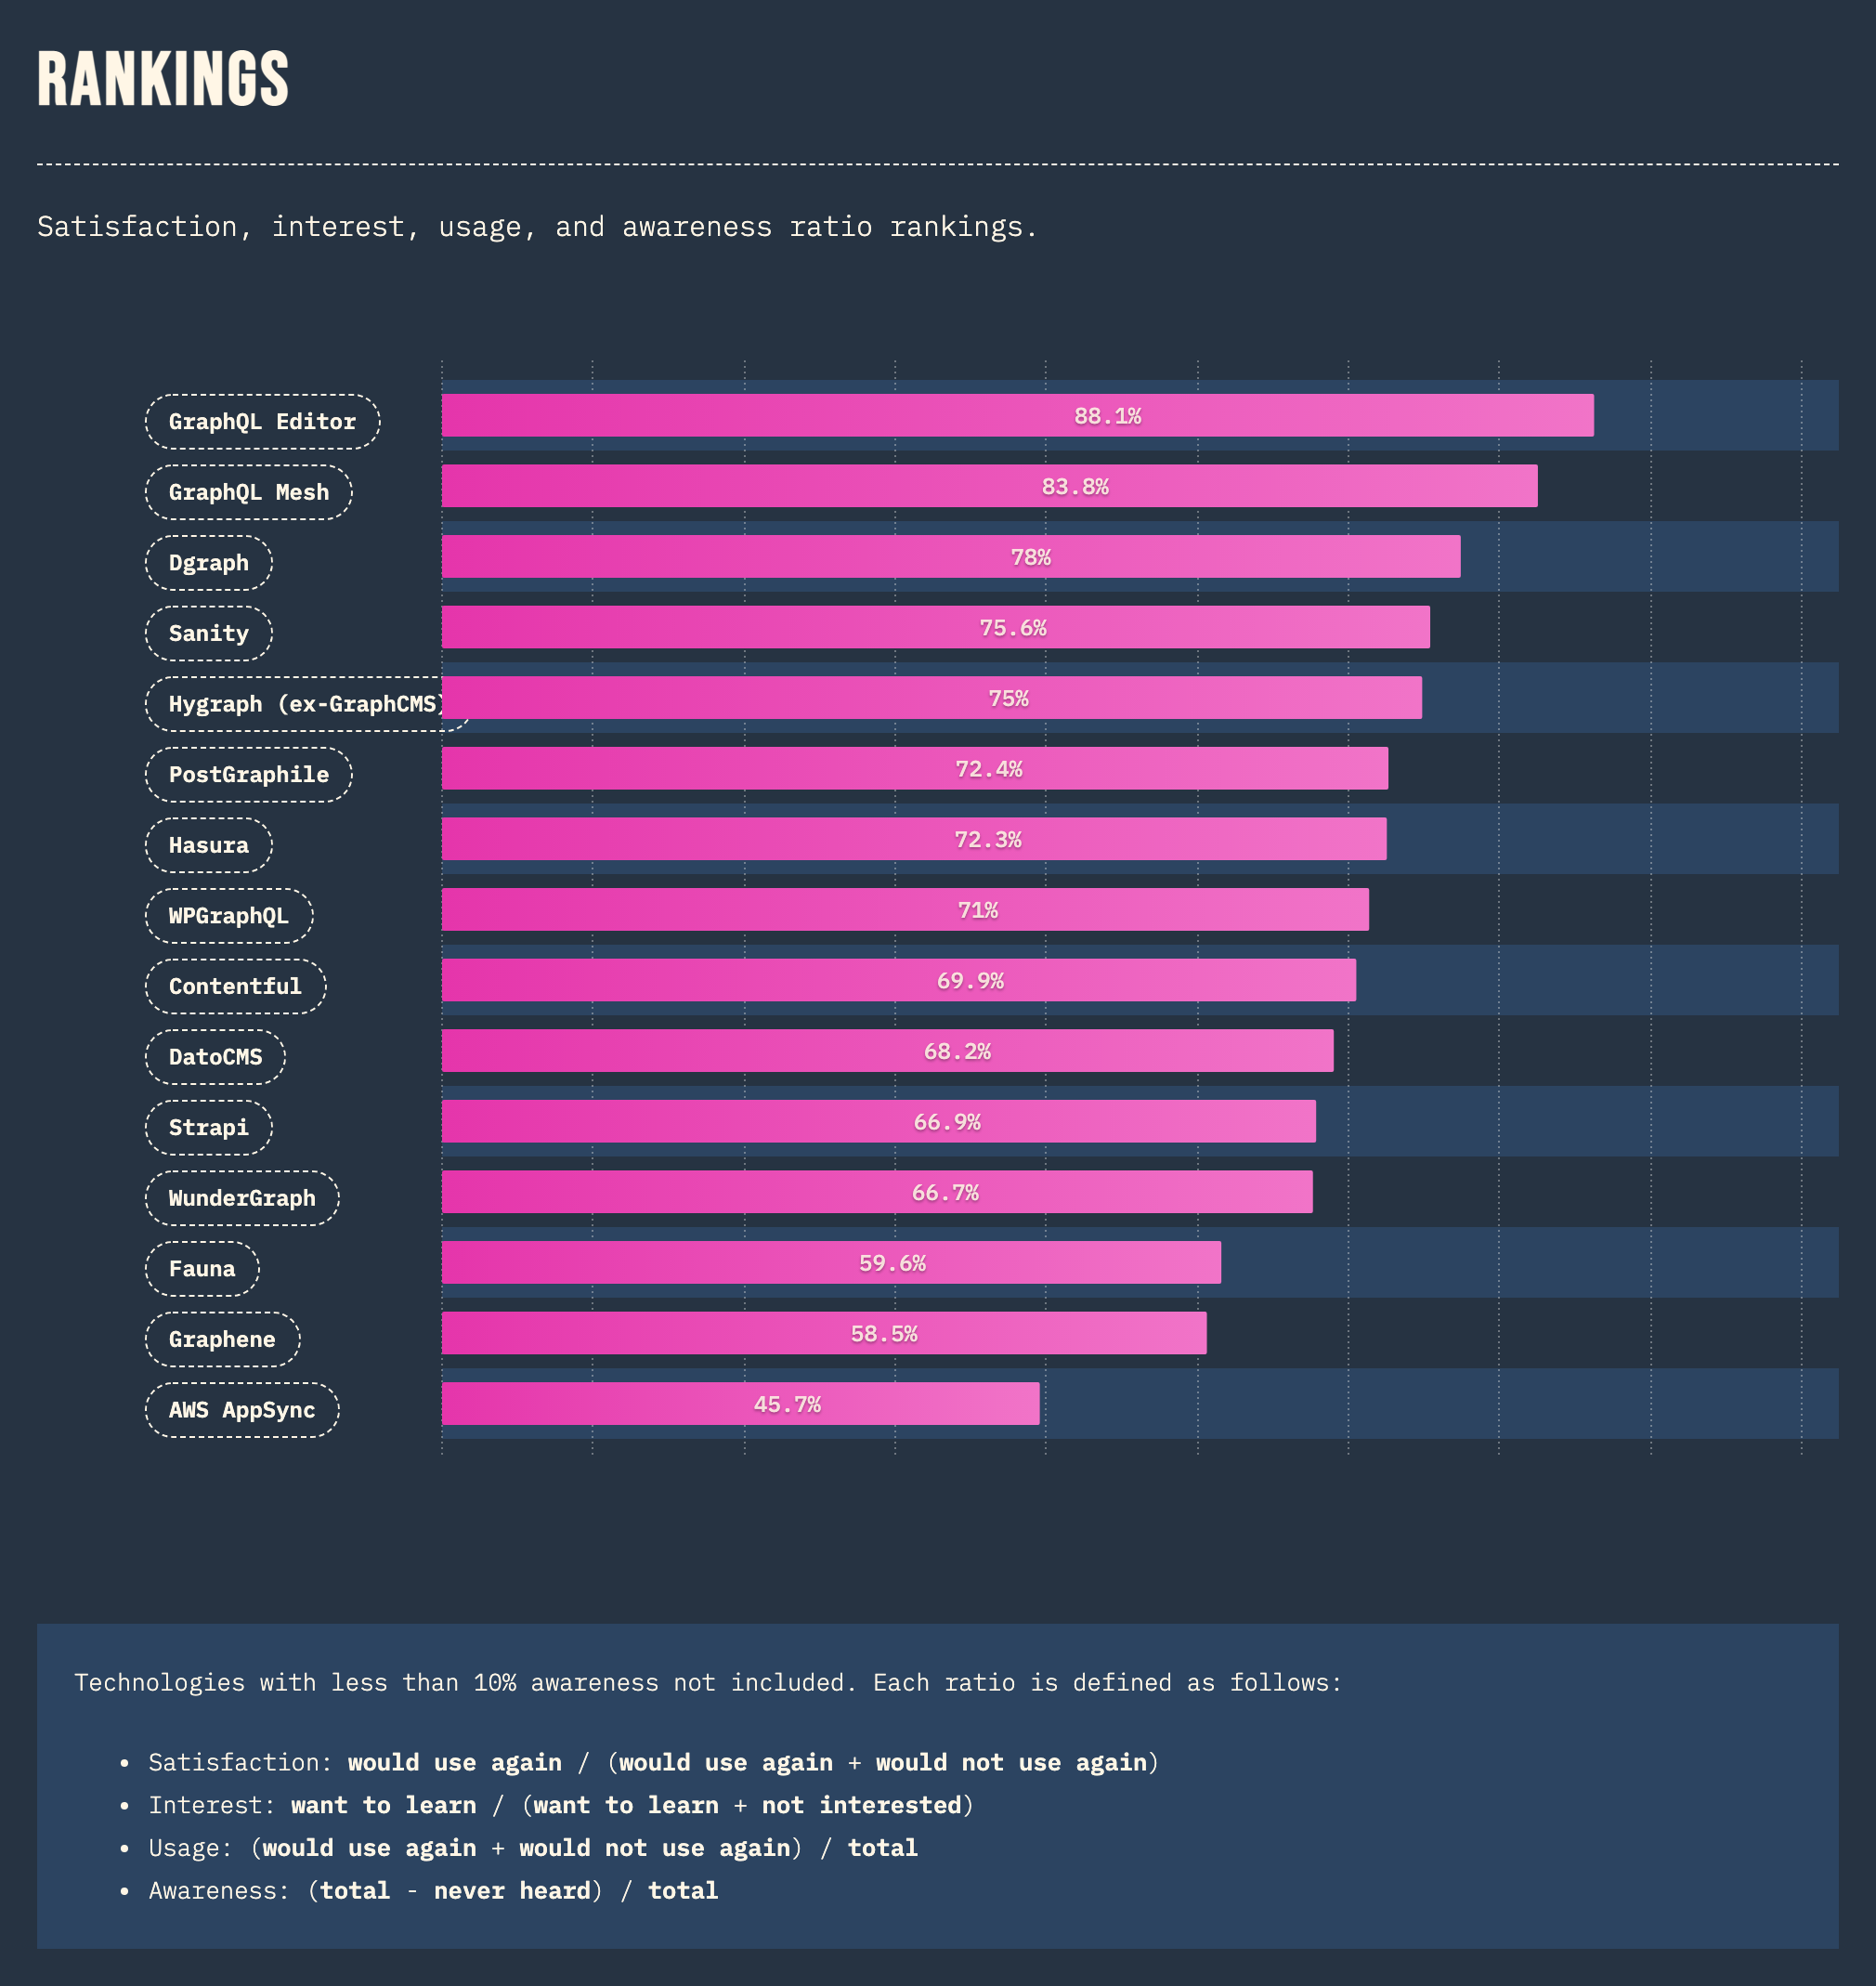 RANKINGS
Satisfaction, interest, usage, and awareness ratio rankings.
GraphQL Editor 88.1%
GraphQL Mesh 83.8%
Dgraph 78%
Sanity 75.6%
Hygraph (ex-GraphCMS) 75%
PostGraphile 72.4%
Hasura 72.3%
WPGraphQL 71%
Contentful 69.9%
DatoCMS 68.2%
Strapi 66.9%
WunderGraph 66.7%
Fauna 59.6%
Graphene 58.5%
AWS AppSync 45.7%
Technologies with less than 10% awareness not included. Each ratio is defined as follows:
• Satisfaction: would use again / (would use again + would not use again)
• Interest: want to learn / (want to learn + not interested)
• Usage: (would use again + would not use again) / total
• Awareness: (total - never heard) / total